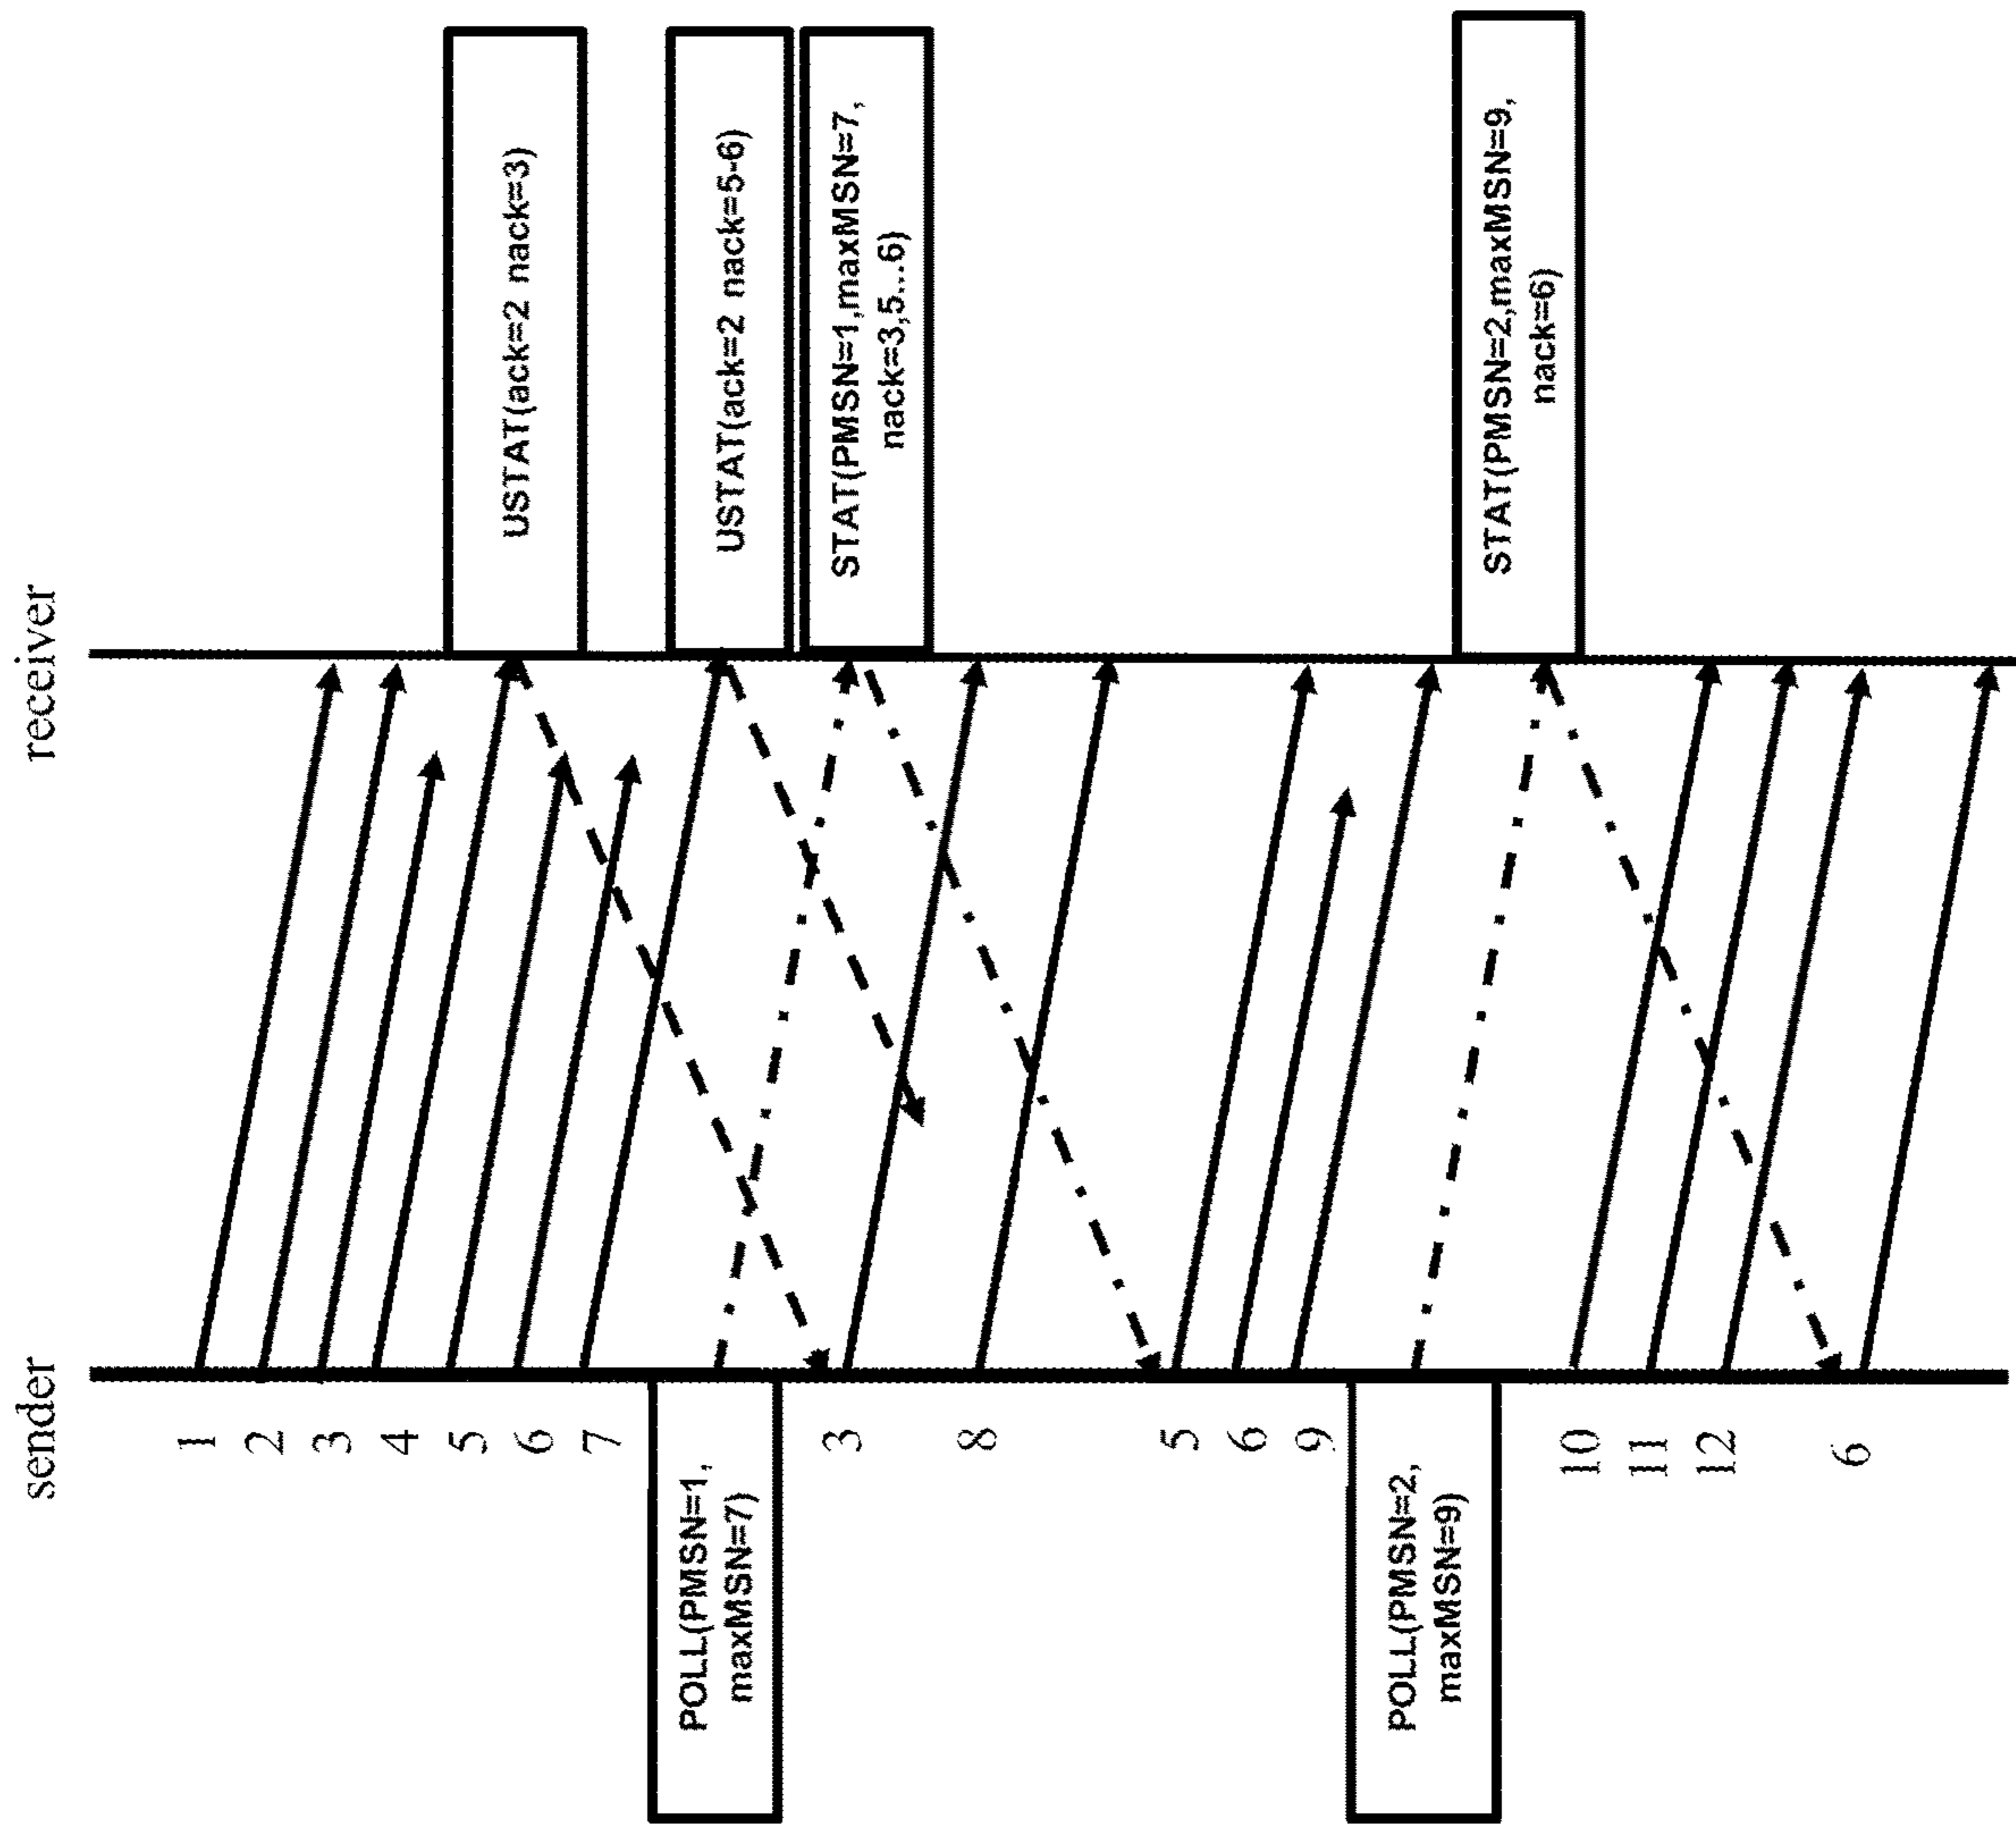 sender
receiver
1
2
3
4
USTAT(ack=2 nack=3)
5
6
7
POLL(PMSN=1,
maxMSN=7)
USTAT(ack=2 nack=5-6)
STAT(PMSN=1,maxMSN=7,
nack=3,5...6)
3
8
5
6
9
POLL(PMSN=2,
maxMSN=9)
STAT(PMSN=2,maxMSN=9,
nack=6)
10
11
12
6